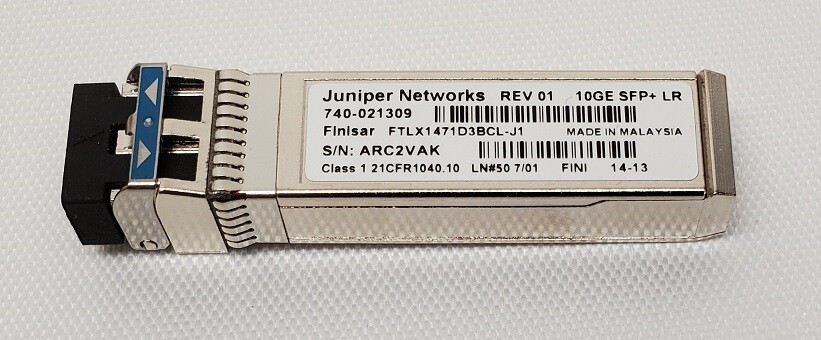 Juniper Networks REV 01 10GE SFP+ LR
740-021309
Finisar FTLX1471D3BCL-J1 MADE IN MALAYSIA
S/N: ARC2VAK
Class 1 21CFR1040.10 LN#50 7/01 FINI 14-13